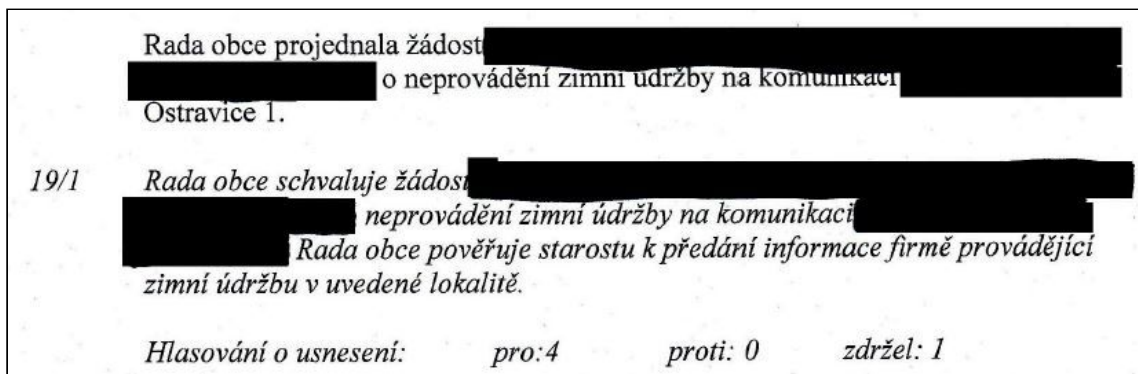 Rada obce projednala žádost
o neprovádění zimní údržby na komunikaci
Ostravice 1.
19/1 Rada obce schvaluje žádost
neprovádění zimní údržby na komunikaci
Rada obce pověřuje starostu k předání informace firmě provádějící
zimní údržbu v uvedené lokalitě.
Hlasování o usnesení: pro:4 proti: 0 zdržel: 1